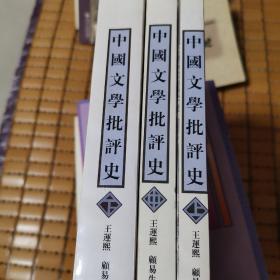 中國文學批評史 下 王運熙 顧易
中國文學批評史 中 王運熙 顧易生
中國文學批評史 上 王運熙 顧易